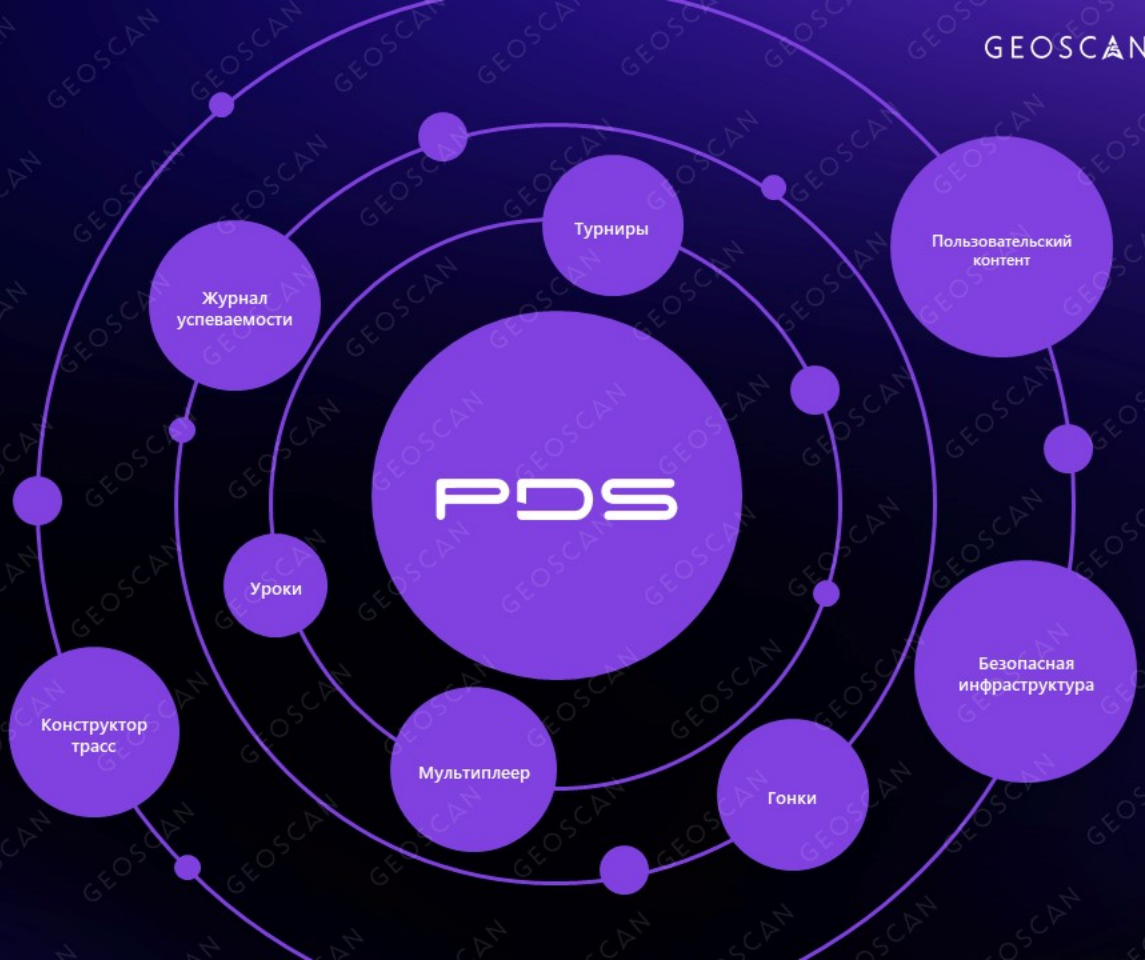 GEOSCAN
Турниры
Пользовательский
контент
Журнал
успеваемости
PDS
Уроки
Безопасная
инфраструктура
Конструктор
трасс
Мультиплеер
Гонки